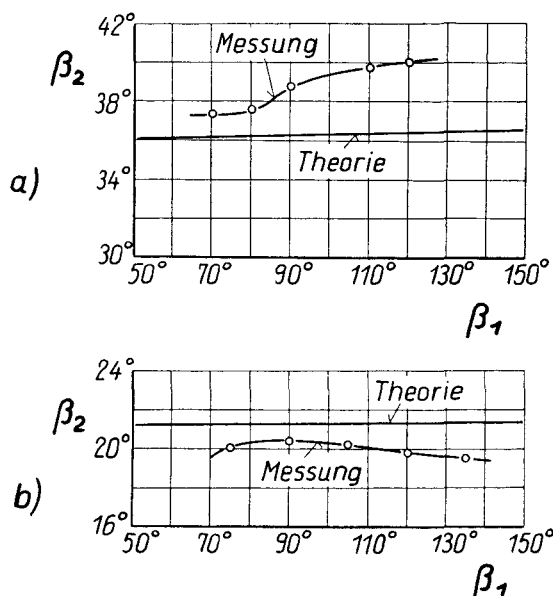 42°
β₂
Messung
38°
Theorie
a)
34°
30°
50° 70° 90° 110° 130° 150°
β₁
24°
Theorie
β₂
20°
Messung
b)
16°
50° 70° 90° 110° 130° 150°
β₁